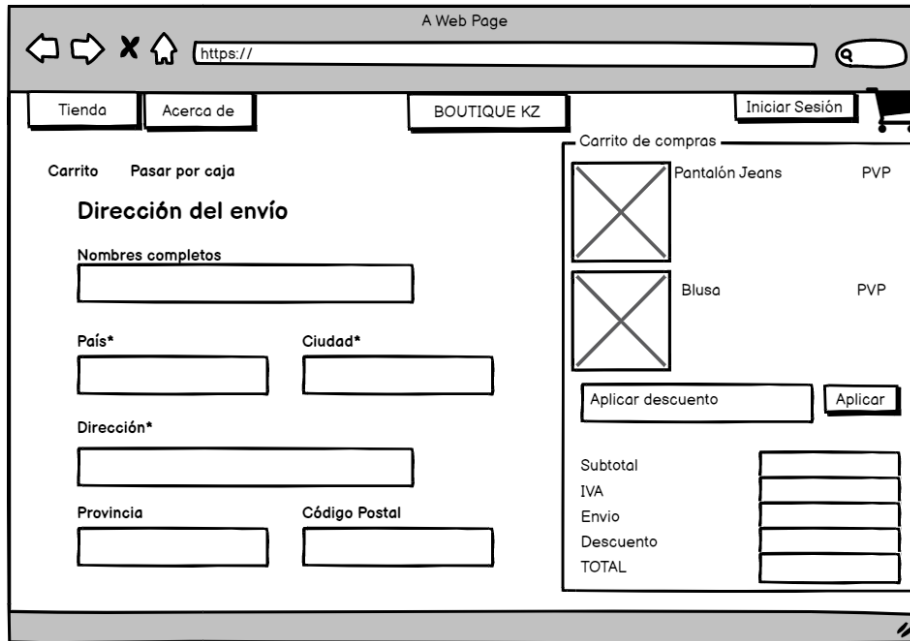 A Web Page
https://
Tienda
Acerca de
BOUTIQUE KZ
Iniciar Sesión
Carrito
Pasar por caja
Dirección del envío
Nombres completos
País*
Ciudad*
Dirección*
Provincia
Código Postal
Carrito de compras
Pantalón Jeans
PVP
Blusa
PVP
Aplicar descuento
Aplicar
Subtotal
IVA
Envio
Descuento
TOTAL